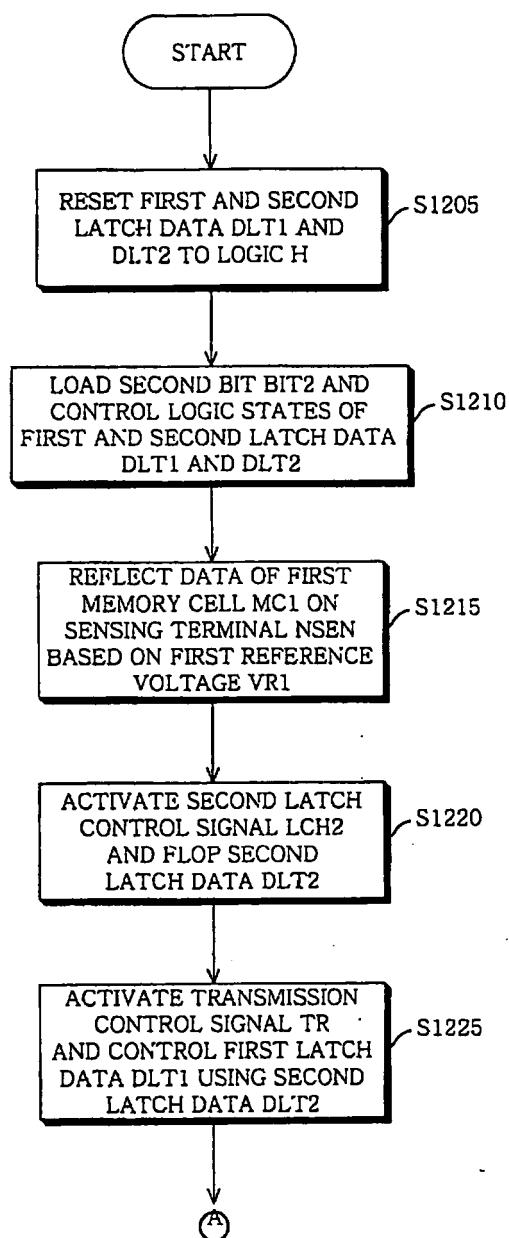 START
RESET FIRST AND SECOND
LATCH DATA DLT1 AND
DLT2 TO LOGIC H
S1205
LOAD SECOND BIT BIT2 AND
CONTROL LOGIC STATES OF
FIRST AND SECOND LATCH DATA
DLT1 AND DLT2
S1210
REFLECT DATA OF FIRST
MEMORY CELL MC1 ON
SENSING TERMINAL NSEN
BASED ON FIRST REFERENCE
VOLTAGE VR1
S1215
ACTIVATE SECOND LATCH
CONTROL SIGNAL LCH2
AND FLOP SECOND
LATCH DATA DLT2
S1220
ACTIVATE TRANSMISSION
CONTROL SIGNAL TR
AND CONTROL FIRST LATCH
DATA DLT1 USING SECOND
LATCH DATA DLT2
S1225
A